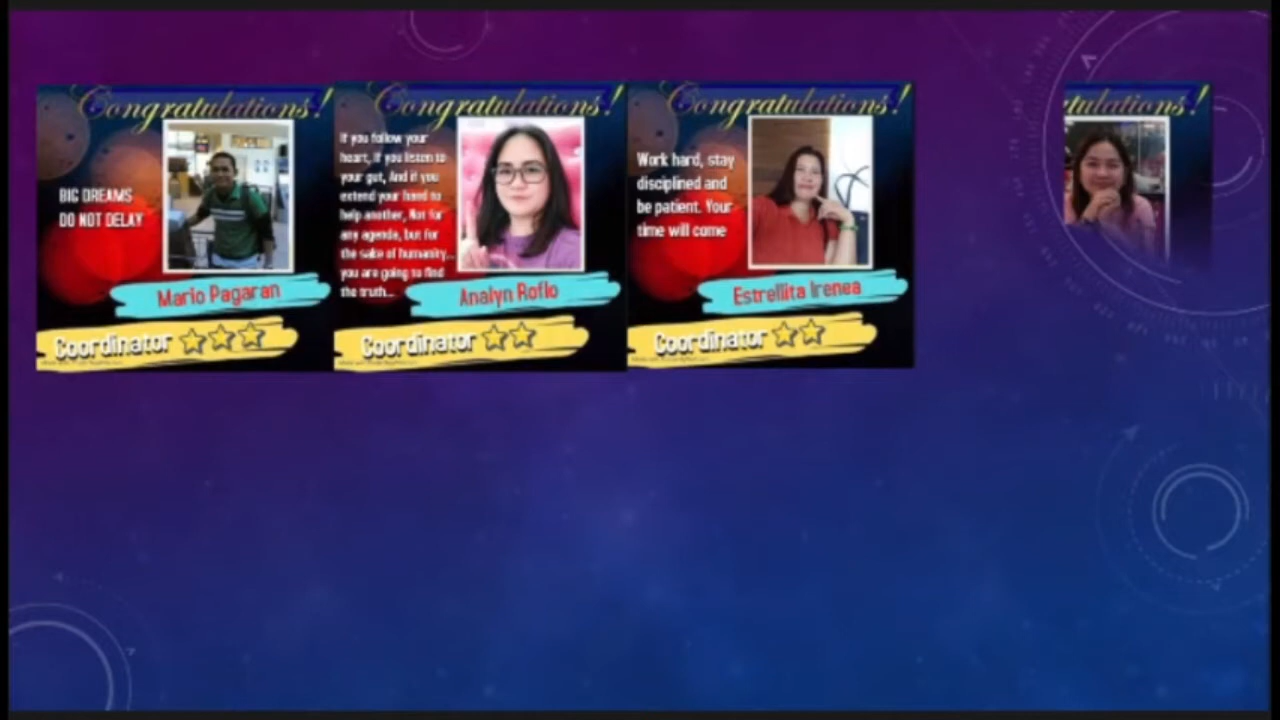 Congratulations!
BIG DREAMS
DO NOT DELAY
Mario Pagaran
Coordinator
Congratulations!
If you follow your
heart, if you listen to
your gut, And if you
extend your hand to
help another, Not for
any agenda, but for
the sake of humanity...
you are going to find
the truth...
Analyn Roflo
Coordinator
Congratulations!
Work hard, stay
disciplined and
be patient. Your
time will come
Estrellita Irenea
Coordinator
tulations!